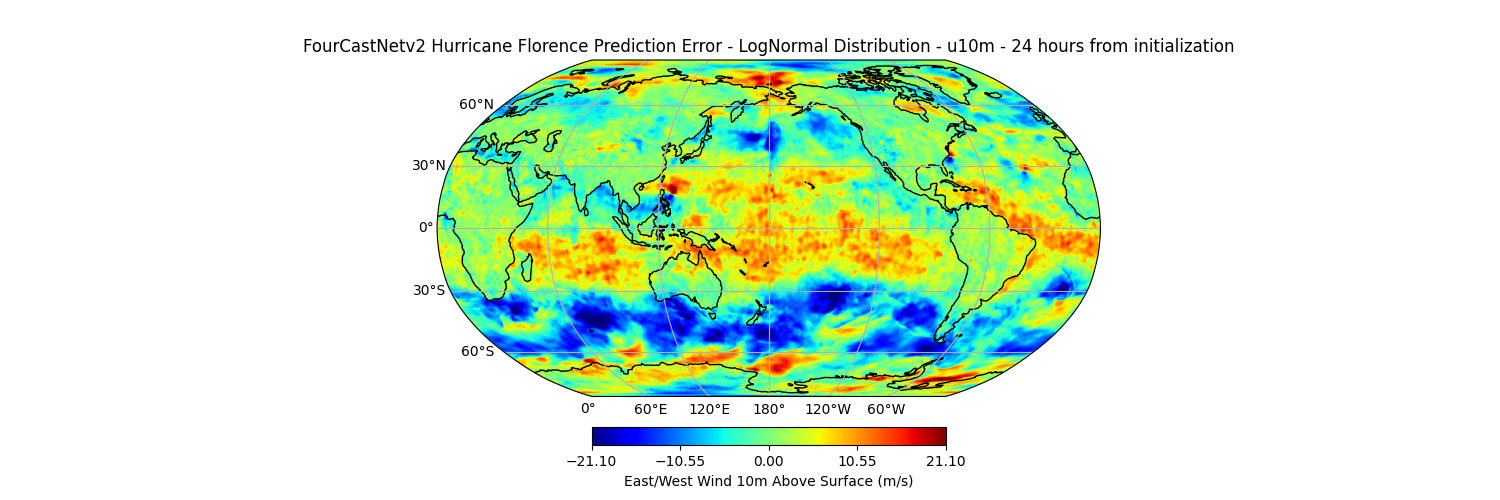 FourCastNetv2 Hurricane Florence Prediction Error - LogNormal Distribution - u10m - 24 hours from initialization
60°N
30°N
0°
30°S
60°S
0° 60°E 120°E 180° 120°W 60°W
−21.10 −10.55 0.00 10.55 21.10
East/West Wind 10m Above Surface (m/s)